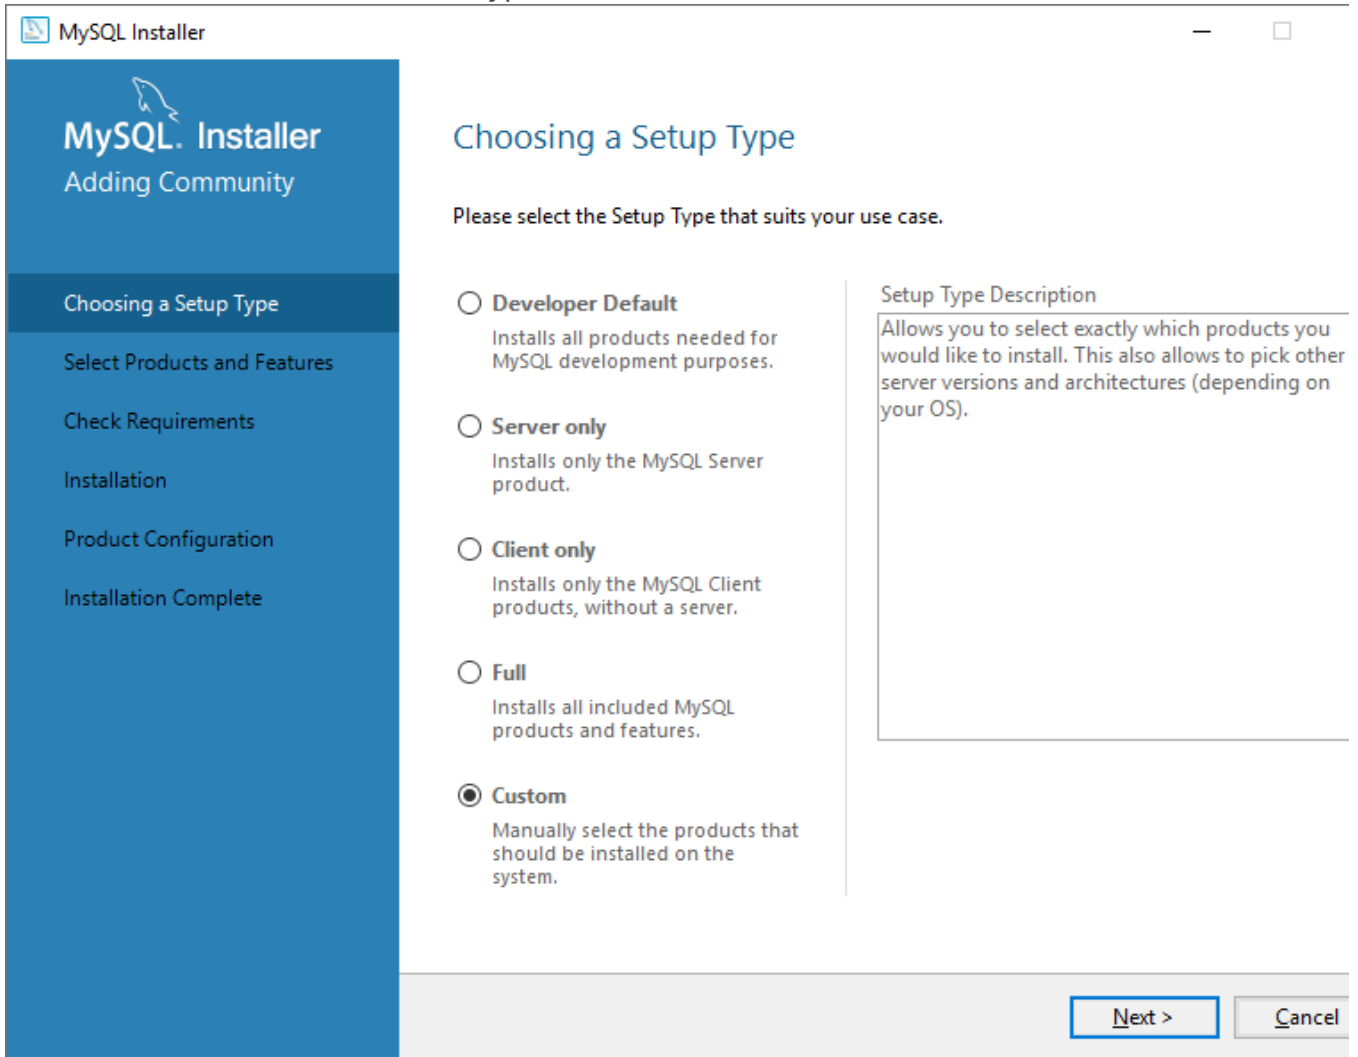 MySQL Installer
MySQL. Installer
Adding Community
Choosing a Setup Type
Select Products and Features
Check Requirements
Installation
Product Configuration
Installation Complete
Choosing a Setup Type
Please select the Setup Type that suits your use case.
Developer Default
Installs all products needed for
MySQL development purposes.
Server only
Installs only the MySQL Server
product.
Client only
Installs only the MySQL Client
products, without a server.
Full
Installs all included MySQL
products and features.
Custom
Manually select the products that
should be installed on the
system.
Setup Type Description
Allows you to select exactly which products you
would like to install. This also allows to pick other
server versions and architectures (depending on
your OS).
Next >
Cancel